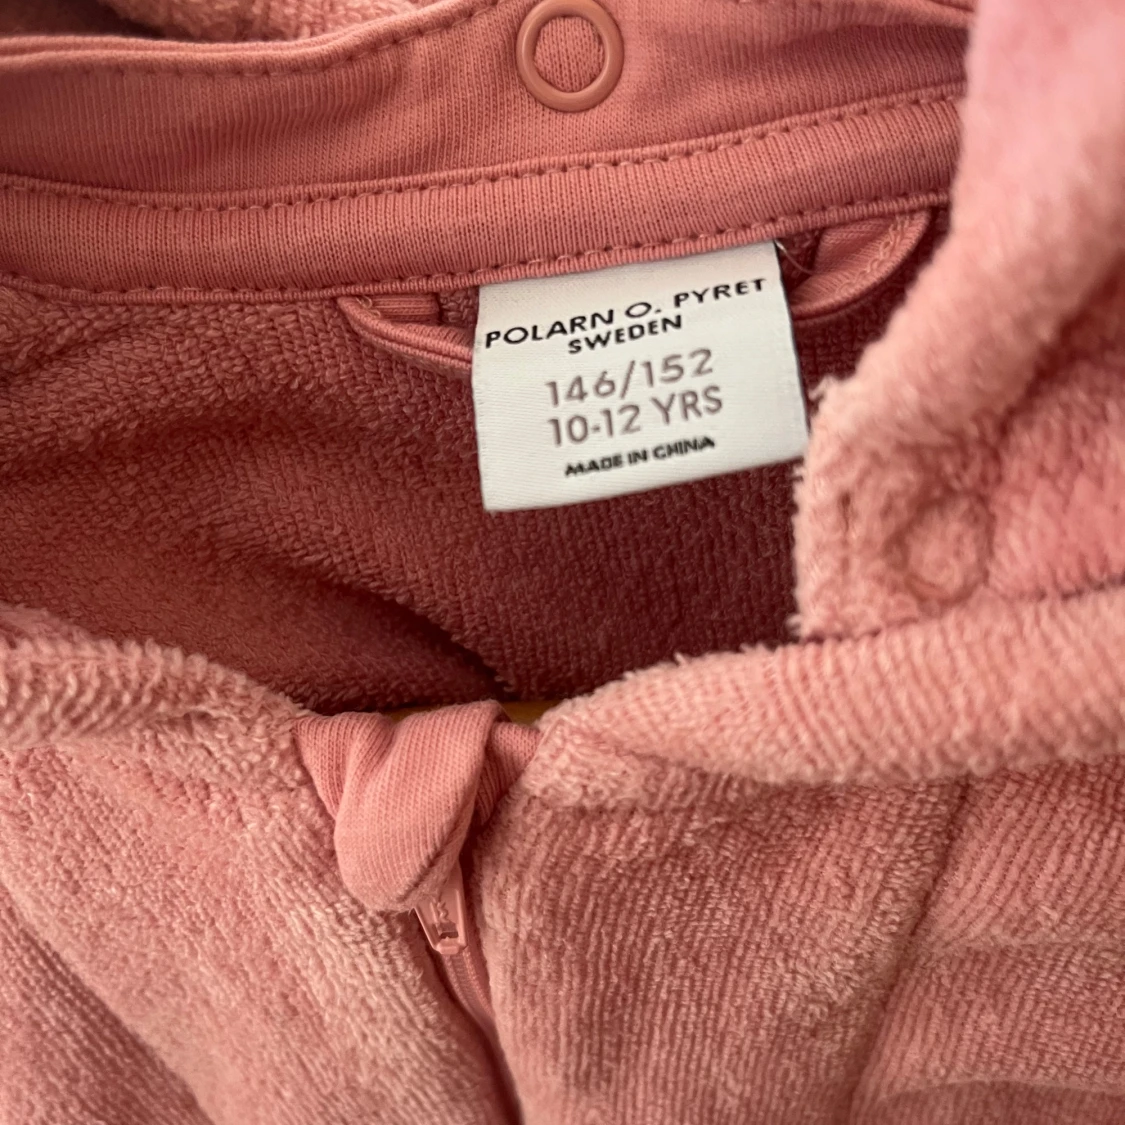 POLARN O. PYRET
SWEDEN
146/152
10-12 YRS
MADE IN CHINA